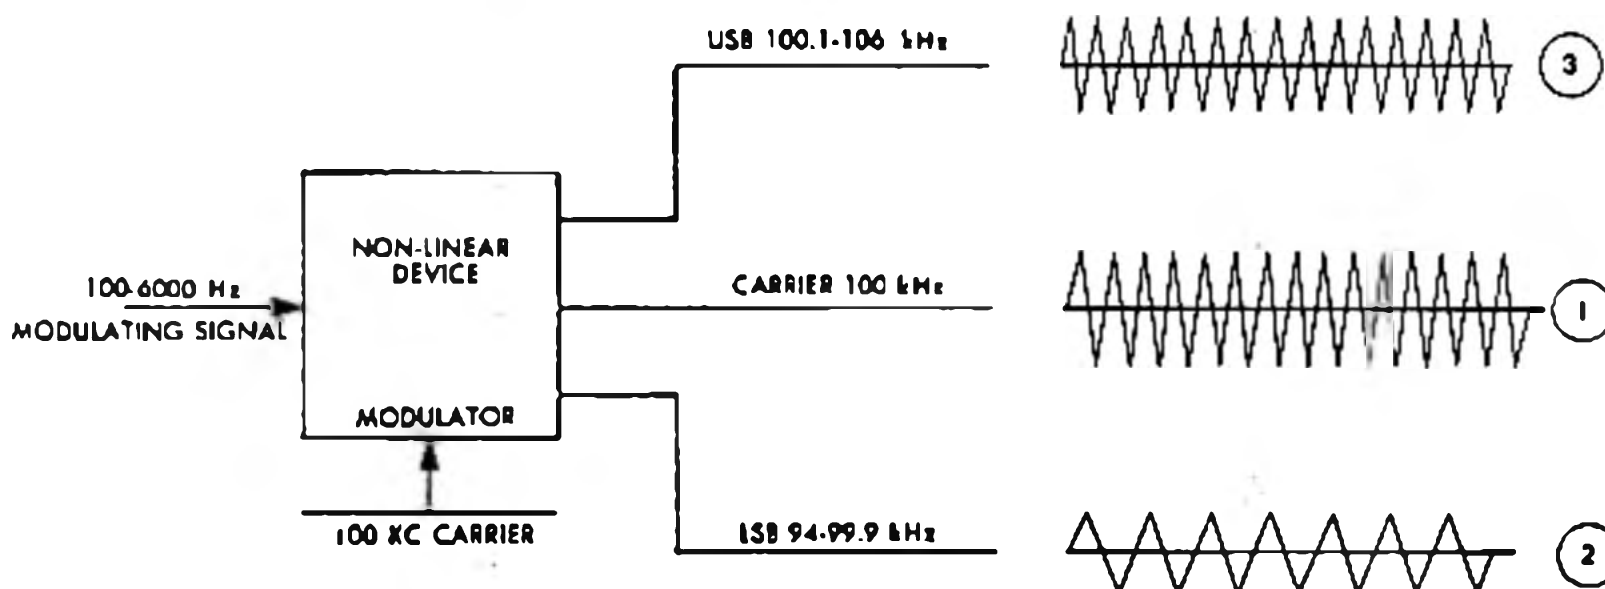 USB 100.1-106 kHz
3
NON-LINEAR
DEVICE
100-6000 Hz
MODULATING SIGNAL
CARRIER 100 kHz
1
MODULATOR
100 KC CARRIER
LSB 94-99.9 kHz
2